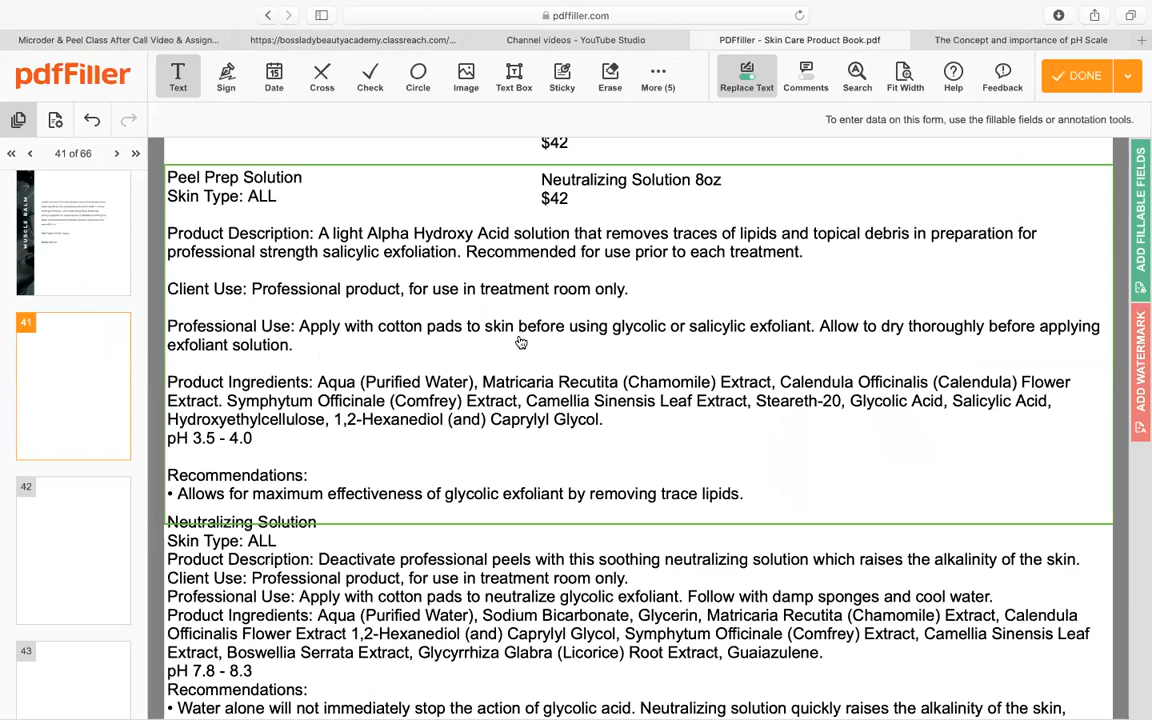 pdffiller.com
Microder & Peel Class After Call Video & Assign...
https://bossladybeautyacademy.classreach.com/...
Channel videos - YouTube Studio
PDFfiller - Skin Care Product Book.pdf
The Concept and importance of pH Scale
pdfFiller
Text
Sign
15
Date
Cross
Check
Circle
Image
Text Box
Sticky
Erase
More (5)
Replace Text
Comments
Search
Fit Width
Help
Feedback
DONE
To enter data on this form, use the fillable fields or annotation tools.
41 of 66
MUSCLE BALM
41
42
43
$42
Peel Prep Solution
Skin Type: ALL
Neutralizing Solution 8oz
$42
Product Description: A light Alpha Hydroxy Acid solution that removes traces of lipids and topical debris in preparation for
professional strength salicylic exfoliation. Recommended for use prior to each treatment.
Client Use: Professional product, for use in treatment room only.
Professional Use: Apply with cotton pads to skin before using glycolic or salicylic exfoliant. Allow to dry thoroughly before applying
exfoliant solution.
Product Ingredients: Aqua (Purified Water), Matricaria Recutita (Chamomile) Extract, Calendula Officinalis (Calendula) Flower
Extract. Symphytum Officinale (Comfrey) Extract, Camellia Sinensis Leaf Extract, Steareth-20, Glycolic Acid, Salicylic Acid,
Hydroxyethylcellulose, 1,2-Hexanediol (and) Caprylyl Glycol.
pH 3.5 - 4.0
Recommendations:
• Allows for maximum effectiveness of glycolic exfoliant by removing trace lipids.
Neutralizing Solution
Skin Type: ALL
Product Description: Deactivate professional peels with this soothing neutralizing solution which raises the alkalinity of the skin.
Client Use: Professional product, for use in treatment room only.
Professional Use: Apply with cotton pads to neutralize glycolic exfoliant. Follow with damp sponges and cool water.
Product Ingredients: Aqua (Purified Water), Sodium Bicarbonate, Glycerin, Matricaria Recutita (Chamomile) Extract, Calendula
Officinalis Flower Extract 1,2-Hexanediol (and) Caprylyl Glycol, Symphytum Officinale (Comfrey) Extract, Camellia Sinensis Leaf
Extract, Boswellia Serrata Extract, Glycyrrhiza Glabra (Licorice) Root Extract, Guaiazulene.
pH 7.8 - 8.3
Recommendations:
• Water alone will not immediately stop the action of glycolic acid. Neutralizing solution quickly raises the alkalinity of the skin,
ADD FILLABLE FIELDS
ADD WATERMARK